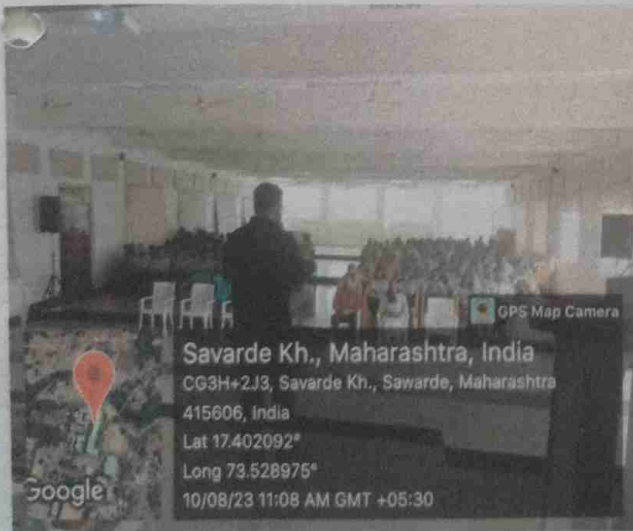 GPS Map Camera
Savarde Kh., Maharashtra, India
CG3H+2J3, Savarde Kh., Sawarde, Maharashtra
415606, India
Lat 17.402092°
Long 73.528975°
10/08/23 11:08 AM GMT +05:30
Google